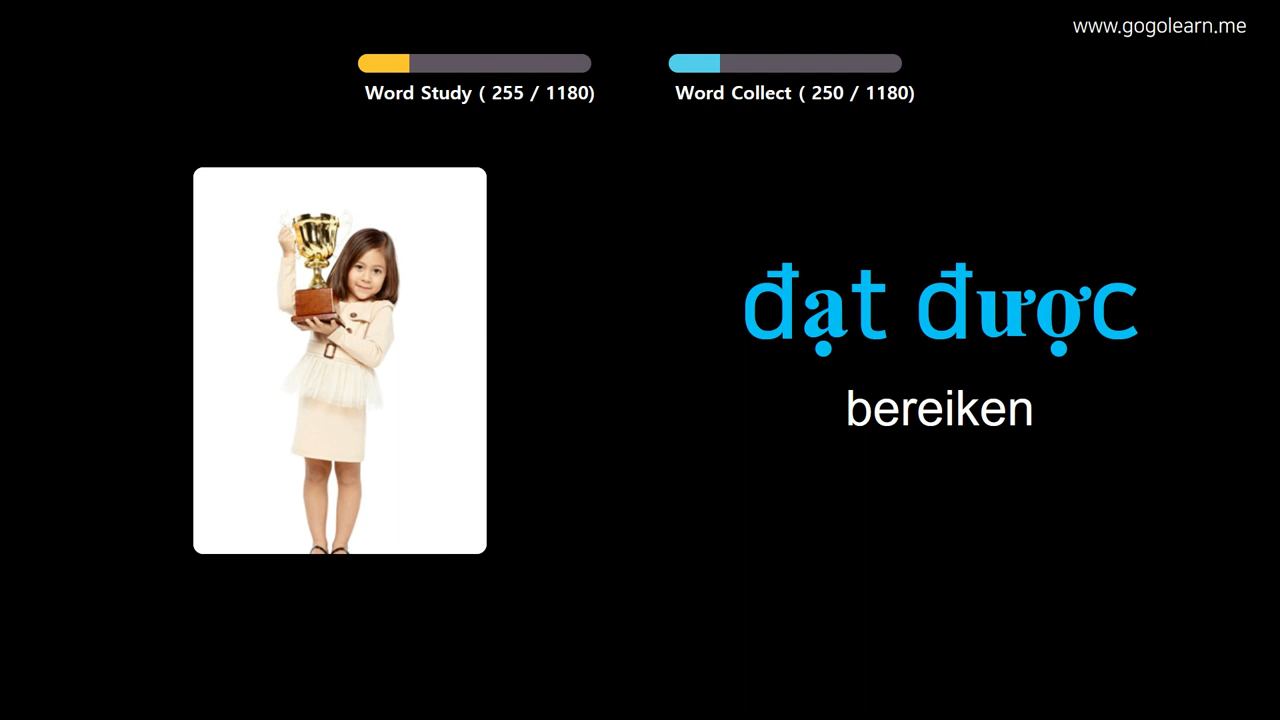 www.gogolearn.me
Word Study ( 255 / 1180)
Word Collect ( 250 / 1180)
đạt được
bereiken